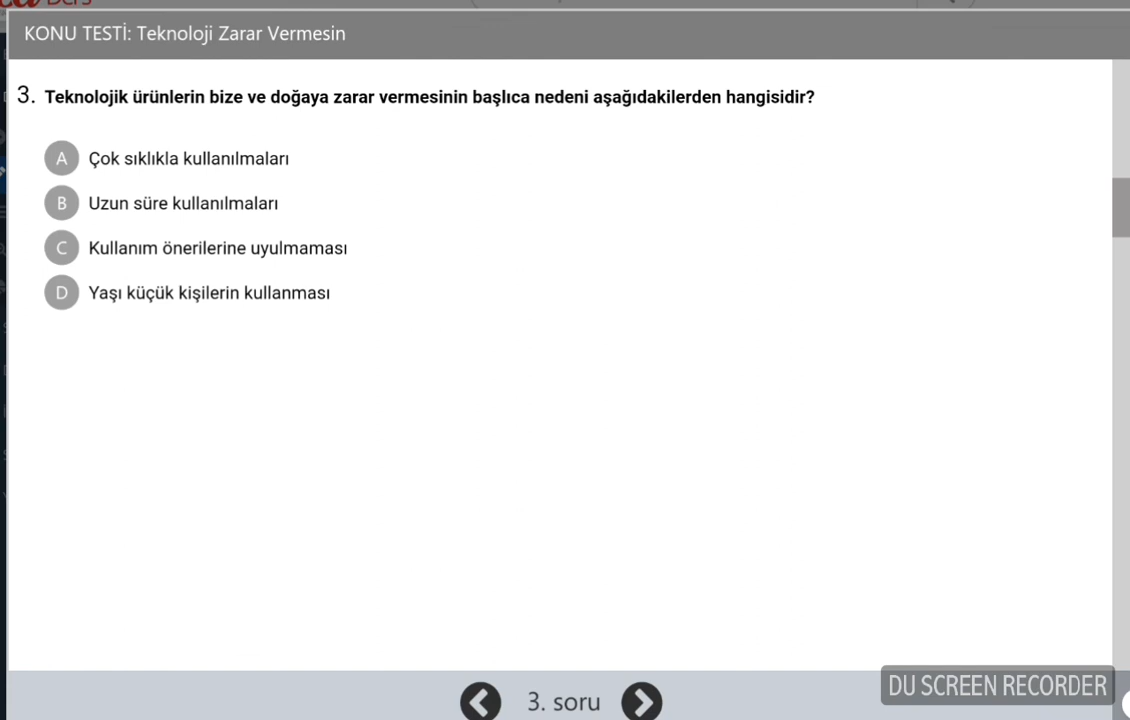 Ders
KONU TESTİ: Teknoloji Zarar Vermesin
3. Teknolojik ürünlerin bize ve doğaya zarar vermesinin başlıca nedeni aşağıdakilerden hangisidir?
A Çok sıklıkla kullanılmaları
B Uzun süre kullanılmaları
C Kullanım önerilerine uyulmaması
D Yaşı küçük kişilerin kullanması
3. soru
DU SCREEN RECORDER